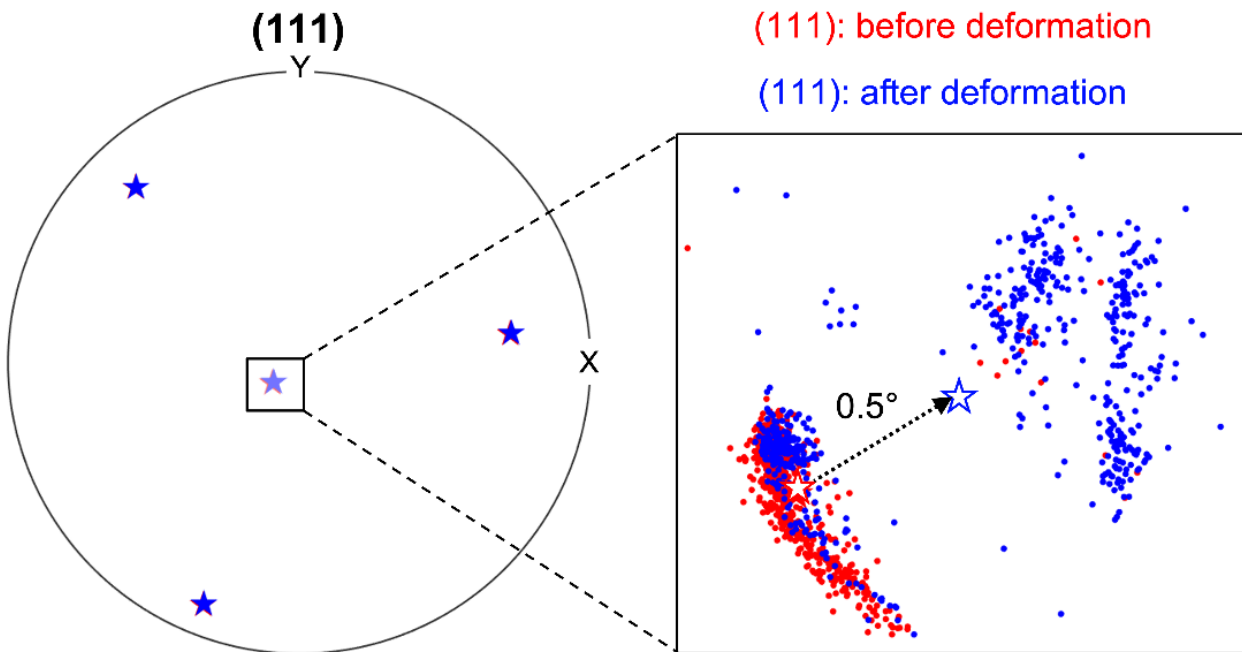 (111)
Y
X
(111): before deformation
(111): after deformation
0.5°